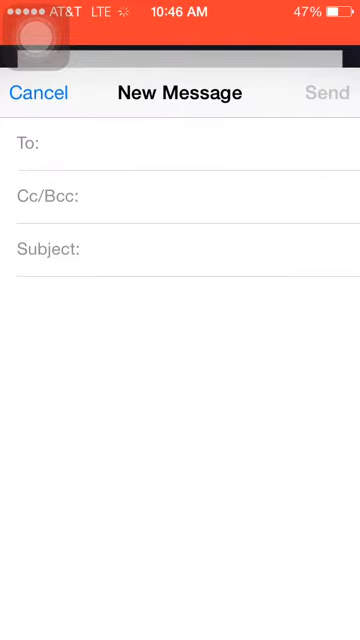 AT&T LTE 10:46 AM 47%
Cancel New Message Send
To:
Cc/Bcc:
Subject: